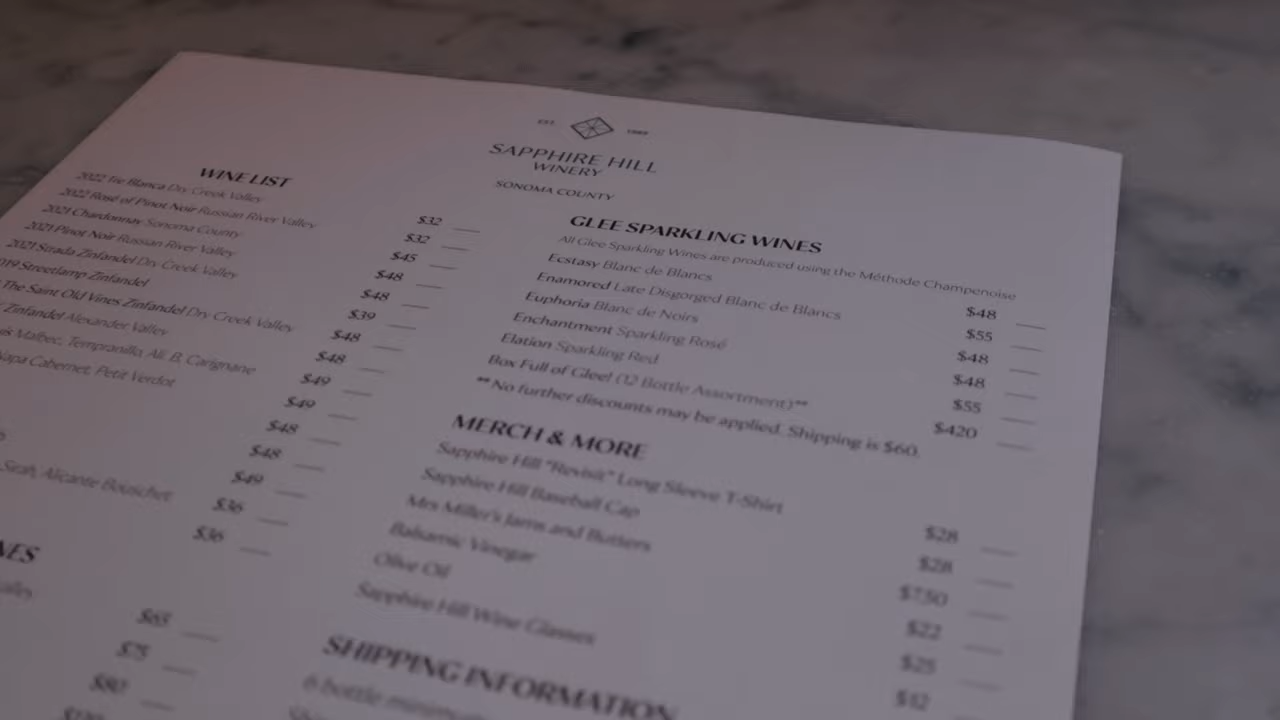 EST.
SAPPHIRE HILL
WINERY
SONOMA COUNTY
WINE LIST
2022 Tre Blanca Dry Creek Valley $32
2022 Rosé of Pinot Noir Russian River Valley $32
2021 Chardonnay Sonoma County $45
2021 Pinot Noir Russian River Valley $48
2021 Strada Zinfandel Dry Creek Valley $48
019 Streetlamp Zinfandel $39
The Saint Old Vines Zinfandel Dry Creek Valley $48
Zinfandel Alexander Valley $48
Malbec, Tempranillo, Ali. B, Carignane $49
Napa Cabernet, Petit Verdot $49
$48
$48
Sirah, Alicante Bouschet $49
$36
$36
$65
$75
$80
GLEE SPARKLING WINES
All Glee Sparkling Wines are produced using the Méthode Champenoise
Ecstasy Blanc de Blancs $48
Enamored Late Disgorged Blanc de Blancs $55
Euphoria Blanc de Noirs $48
Enchantment Sparkling Rosé $48
Elation Sparkling Red $55
Box Full of Glee! (12 Bottle Assortment)** $420
**No further discounts may be applied. Shipping is $60.
MERCH & MORE
Sapphire Hill "Revisit" Long Sleeve T-Shirt $28
Sapphire Hill Baseball Cap $28
Mrs Miller's Jams and Butters $7.50
Balsamic Vinegar $22
Olive Oil $25
Sapphire Hill Wine Glasses $12
SHIPPING INFORMATION
6 bottle minimum